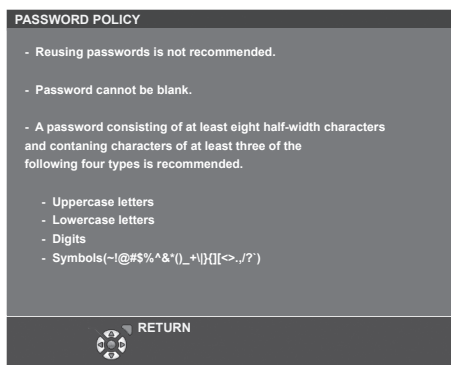 PASSWORD POLICY
- Reusing passwords is not recommended.
- Password cannot be blank.
- A password consisting of at least eight half-width characters
and contaning characters of at least three of the
following four types is recommended.
- Uppercase letters
- Lowercase letters
- Digits
- Symbols(~!@#$%^&*()_+\|}{][<>.,/?`)
RETURN